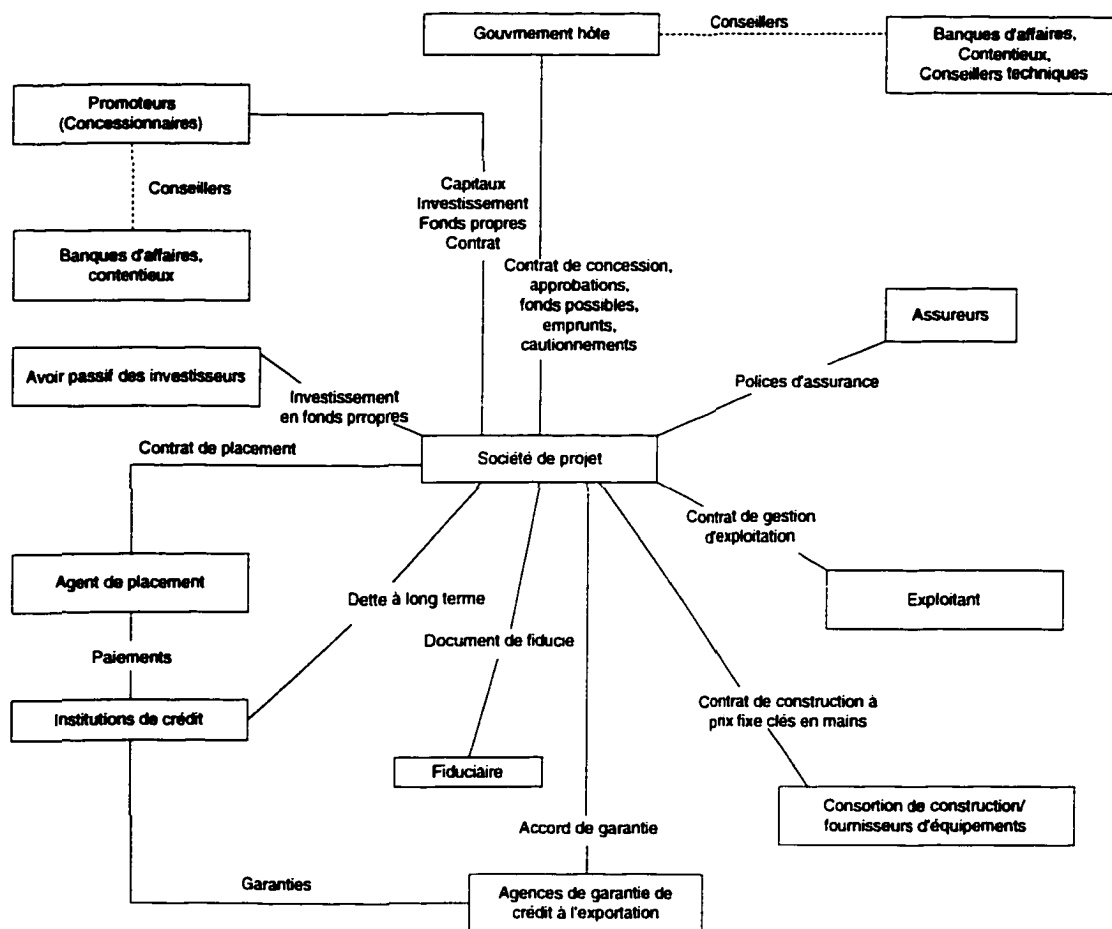 Gouvrnement hôte
Conseillers
Banques d'affaires,
Contentieux,
Conseillers techniques
Promoteurs
(Concessionnaires)
Conseillers
Banques d'affaires,
contentieux
Capitaux
Investissement
Fonds propres
Contrat
Contrat de concession,
approbations,
fonds possibles,
emprunts,
cautionnements
Assureurs
Polices d'assurance
Avoir passif des investisseurs
Investissement
en fonds prropres
Contrat de placement
Société de projet
Contrat de gestion
d'exploitation
Exploitant
Agent de placement
Dette à long terme
Document de fiducie
Paiements
Institutions de crédit
Contrat de construction à
prix fixe clés en mains
Fiduciaire
Consortion de construction/
fournisseurs d'équipements
Accord de garantie
Garanties
Agences de garantie de
crédit à l'exportation